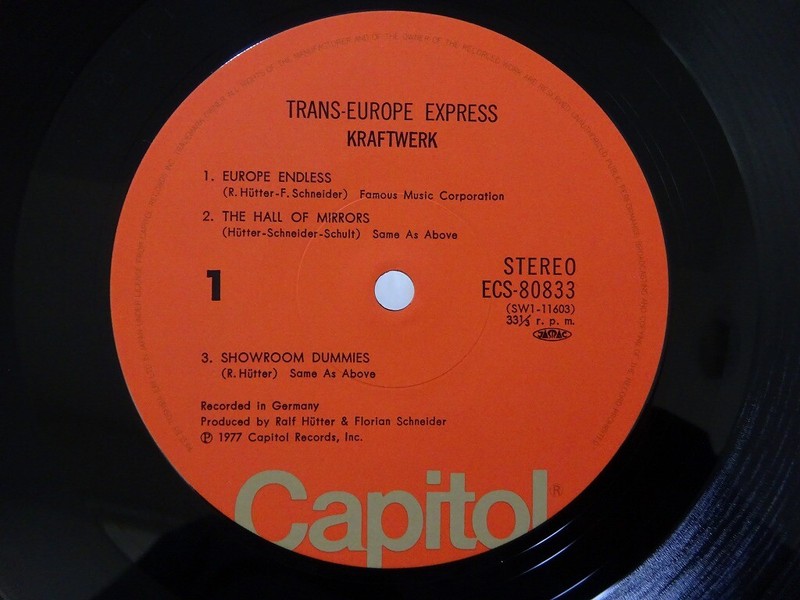 TRANS-EUROPE EXPRESS
KRAFTWERK
1. EUROPE ENDLESS
(R. Hütter-F. Schneider) Famous Music Corporation
2. THE HALL OF MIRRORS
(Hütter-Schneider-Schult) Same As Above
1
STEREO
ECS-80833
(SW1-11603)
33⅓ r. p. m.
JASRAC
3. SHOWROOM DUMMIES
(R. Hütter) Same As Above
Recorded in Germany
Produced by Ralf Hütter & Florian Schneider
Ⓟ 1977 Capitol Records, Inc.
Capitol®